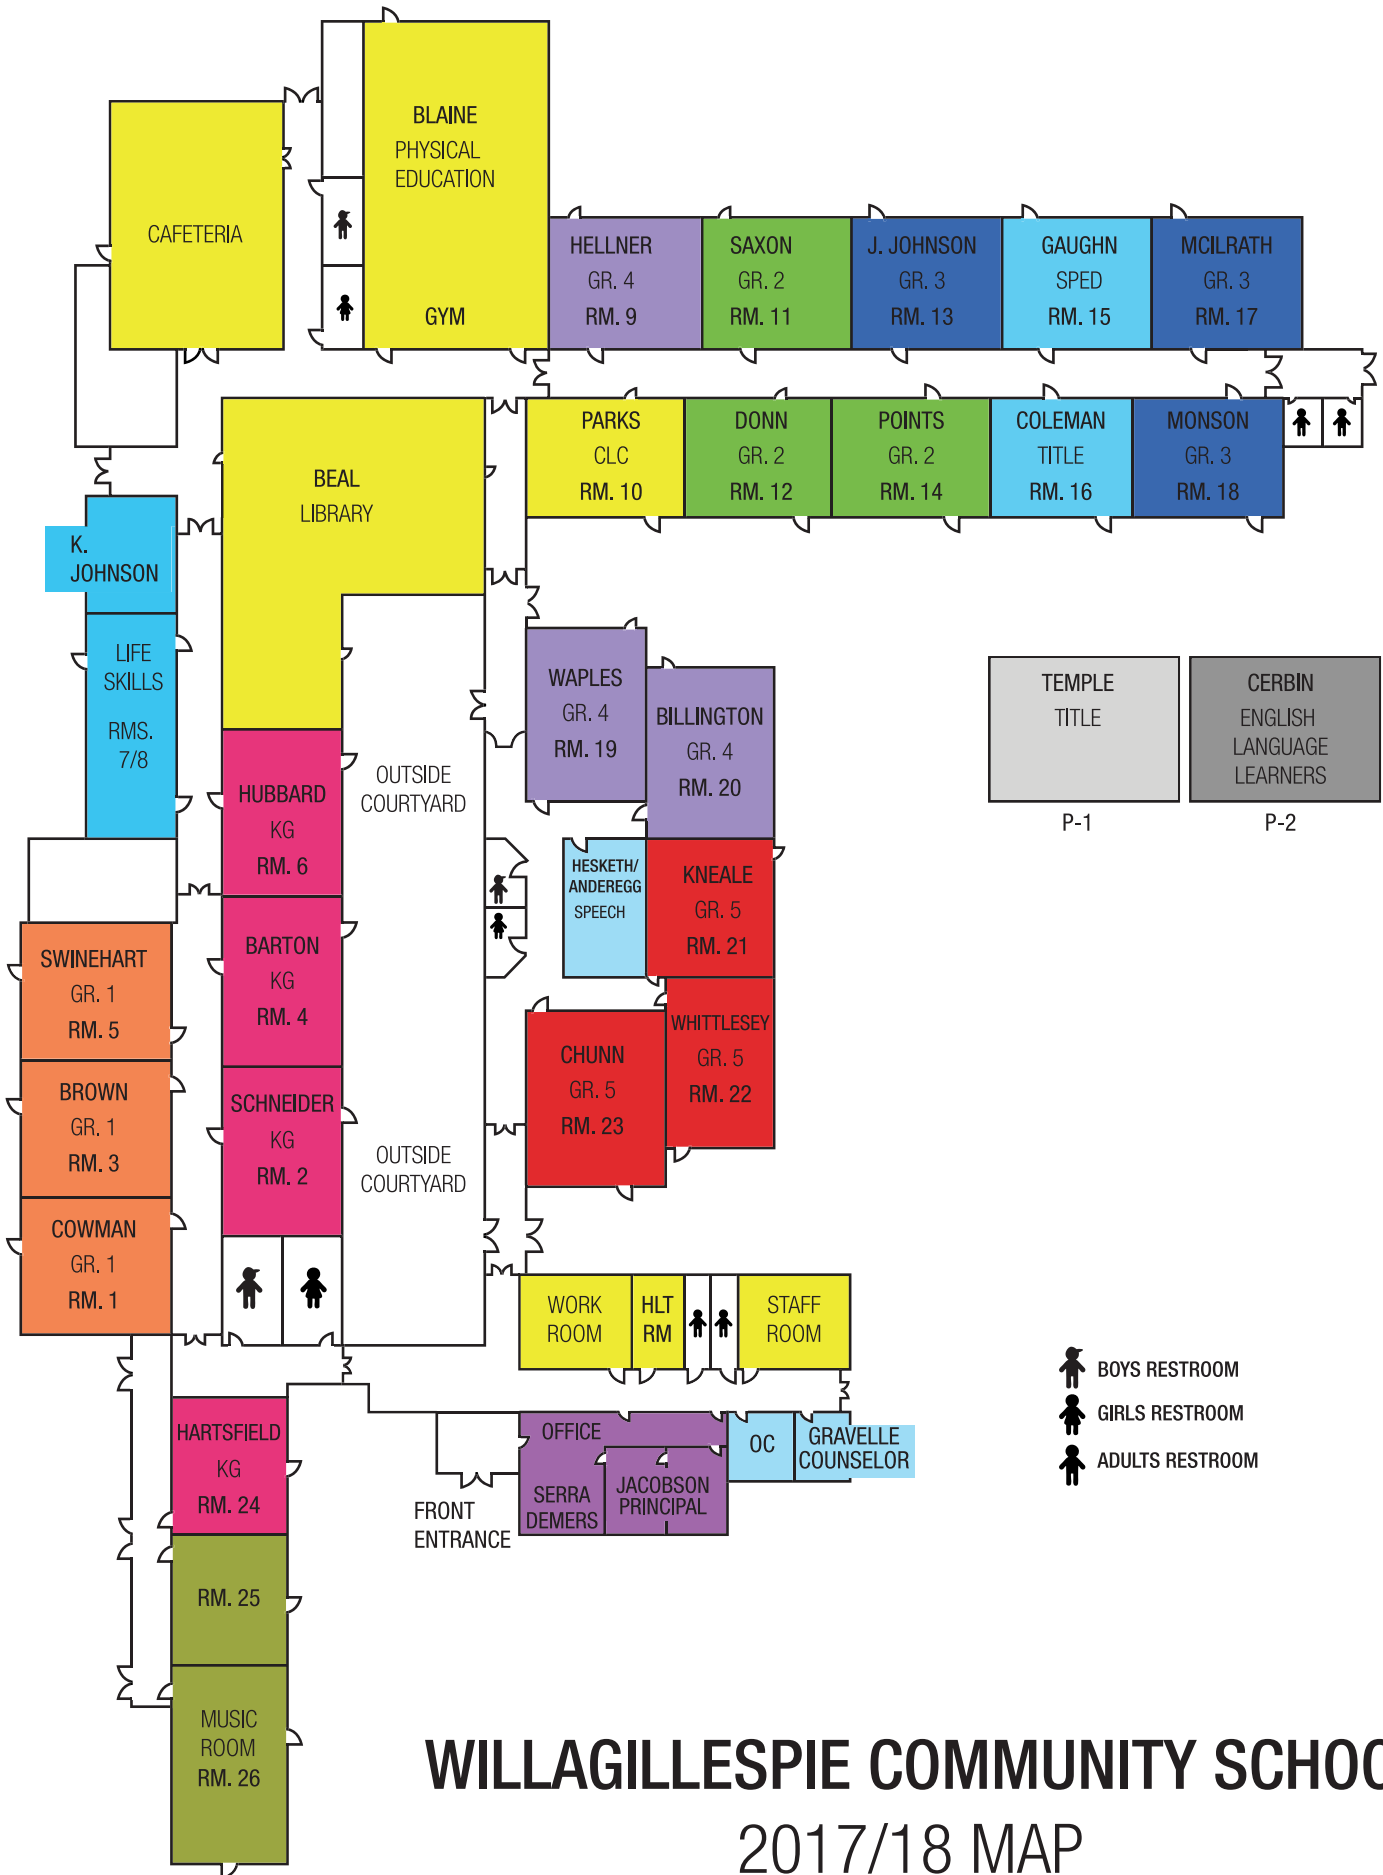 BLAINE
PHYSICAL
EDUCATION
GYM
CAFETERIA
HELLNER
GR. 4
RM. 9
SAXON
GR. 2
RM. 11
J. JOHNSON
GR. 3
RM. 13
GAUGHN
SPED
RM. 15
MCILRATH
GR. 3
RM. 17
PARKS
CLC
RM. 10
DONN
GR. 2
RM. 12
POINTS
GR. 2
RM. 14
COLEMAN
TITLE
RM. 16
MONSON
GR. 3
RM. 18
BEAL
LIBRARY
K.
JOHNSON
LIFE
SKILLS
RMS.
7/8
WAPLES
GR. 4
RM. 19
BILLINGTON
GR. 4
RM. 20
TEMPLE
TITLE
P-1
CERBIN
ENGLISH
LANGUAGE
LEARNERS
P-2
HUBBARD
KG
RM. 6
OUTSIDE
COURTYARD
HESKETH/
ANDEREGG
SPEECH
KNEALE
GR. 5
RM. 21
SWINEHART
GR. 1
RM. 5
BARTON
KG
RM. 4
CHUNN
GR. 5
RM. 23
WHITTLESEY
GR. 5
RM. 22
BROWN
GR. 1
RM. 3
SCHNEIDER
KG
RM. 2
OUTSIDE
COURTYARD
COWMAN
GR. 1
RM. 1
WORK
ROOM
HLT
RM
STAFF
ROOM
BOYS RESTROOM
GIRLS RESTROOM
ADULTS RESTROOM
HARTSFIELD
KG
RM. 24
OFFICE
SERRA
DEMERS
JACOBSON
PRINCIPAL
OC
GRAVELLE
COUNSELOR
FRONT
ENTRANCE
RM. 25
MUSIC
ROOM
RM. 26
WILLAGILLESPIE COMMUNITY SCHOO
2017/18 MAP